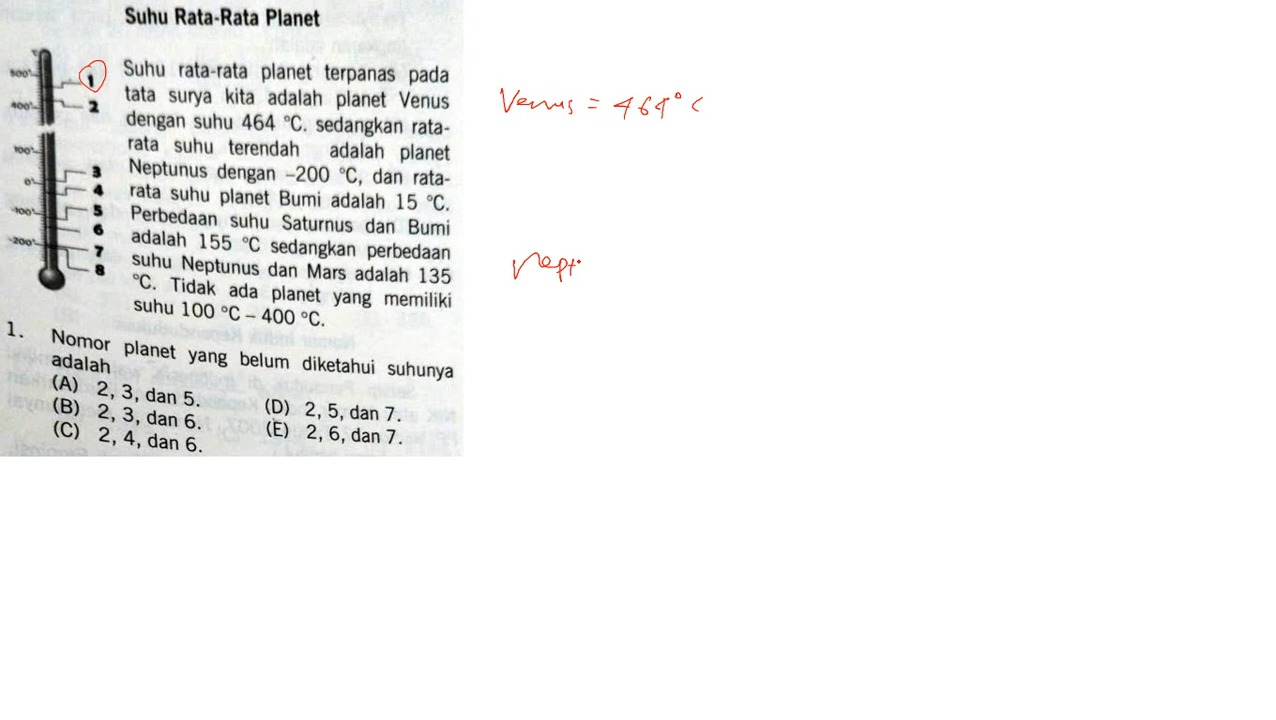 Suhu Rata-Rata Planet
°C
500°
400°
100°
0°
-100°
-200°
1
2
3
4
5
6
7
8
Suhu rata-rata planet terpanas pada
tata surya kita adalah planet Venus
dengan suhu 464 °C. sedangkan rata-
rata suhu terendah adalah planet
Neptunus dengan –200 °C, dan rata-
rata suhu planet Bumi adalah 15 °C.
Perbedaan suhu Saturnus dan Bumi
adalah 155 °C sedangkan perbedaan
suhu Neptunus dan Mars adalah 135
°C. Tidak ada planet yang memiliki
suhu 100 °C – 400 °C.
Venus = 464° C
Nept
1. Nomor planet yang belum diketahui suhunya
adalah
(A) 2, 3, dan 5.
(B) 2, 3, dan 6.
(C) 2, 4, dan 6.
(D) 2, 5, dan 7.
(E) 2, 6, dan 7.